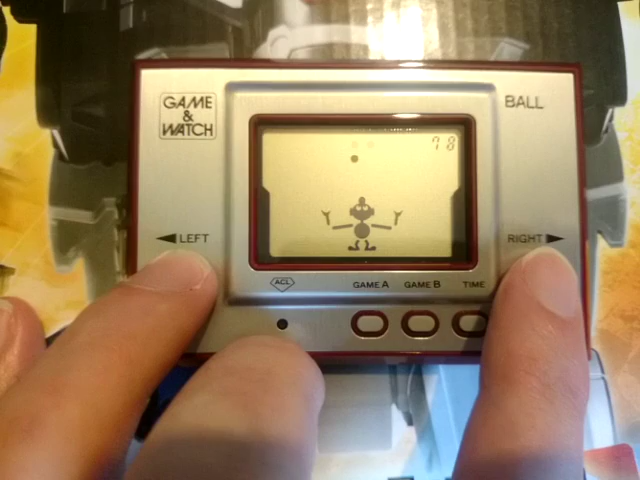 GAME
&
WATCH
BALL
78
◀ LEFT
RIGHT ▶
ACL
GAME A
GAME B
TIME